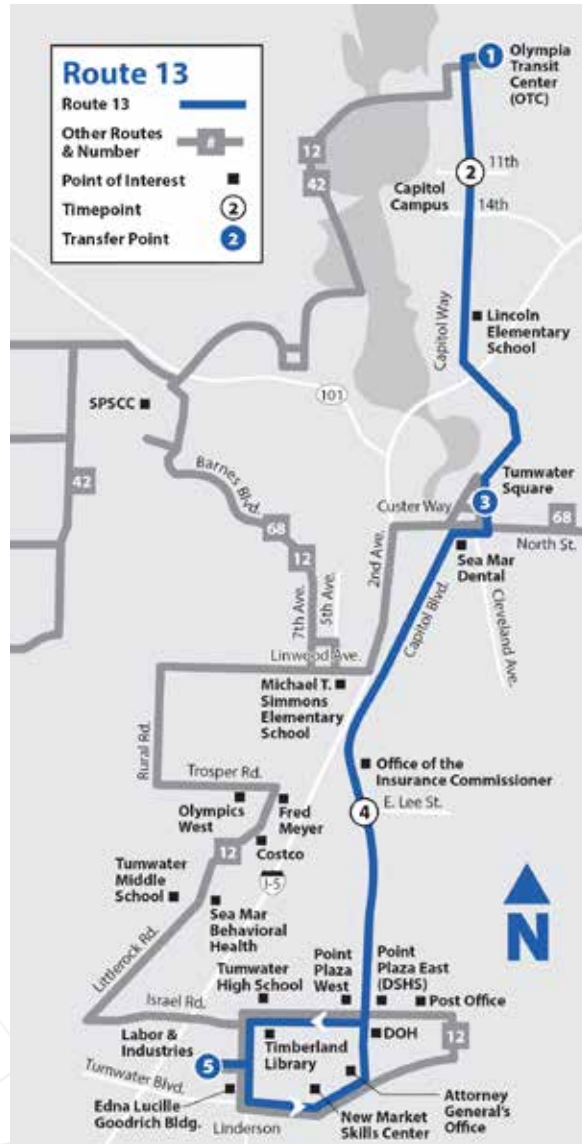 Route 13
Route 13
Other Routes
& Number
#
Point of Interest
Timepoint
2
Transfer Point
2
1
Olympia
Transit
Center
(OTC)
12
42
2
11th
Capitol
Campus
14th
Capitol Way
Lincoln
Elementary
School
101
SPSCC
42
Barnes Blvd.
68
12
Tumwater
Square
3
Custer Way
68
North St.
Sea Mar
Dental
2nd Ave.
7th Ave.
5th Ave.
Capitol Blvd.
Cleveland Ave.
Linwood Ave.
Michael T.
Simmons
Elementary
School
Rural Rd.
Trosper Rd.
Office of the
Insurance Commissioner
E. Lee St.
4
Olympics
West
Fred
Meyer
12
Costco
I-5
Tumwater
Middle
School
Sea Mar
Behavioral
Health
Littlerock Rd.
N
Tumwater
High School
Point
Plaza
West
Point
Plaza East
(DSHS)
Post Office
Israel Rd.
Labor &
Industries
5
Timberland
Library
DOH
12
Tumwater Blvd.
Edna Lucille
Goodrich Bldg.
Linderson
New Market
Skills Center
Attorney
General's
Office